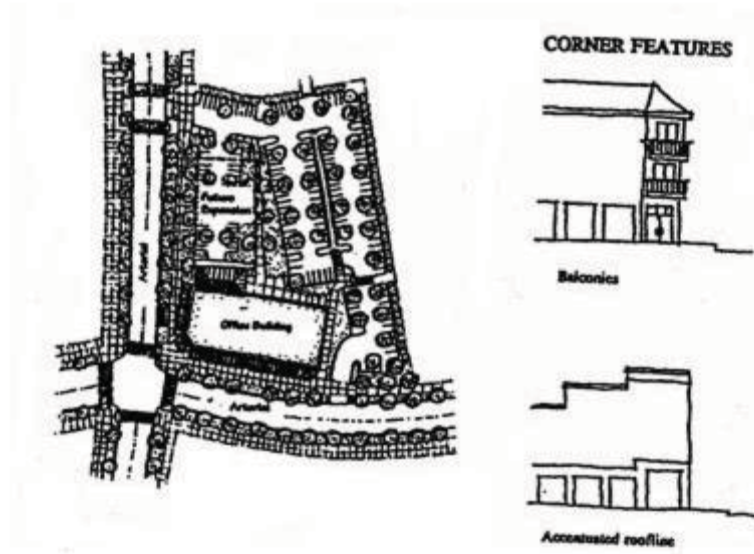 CORNER FEATURES
Future
Expansion
Arterial
Office Building
Balconies
Arterial
Accentuated roofline